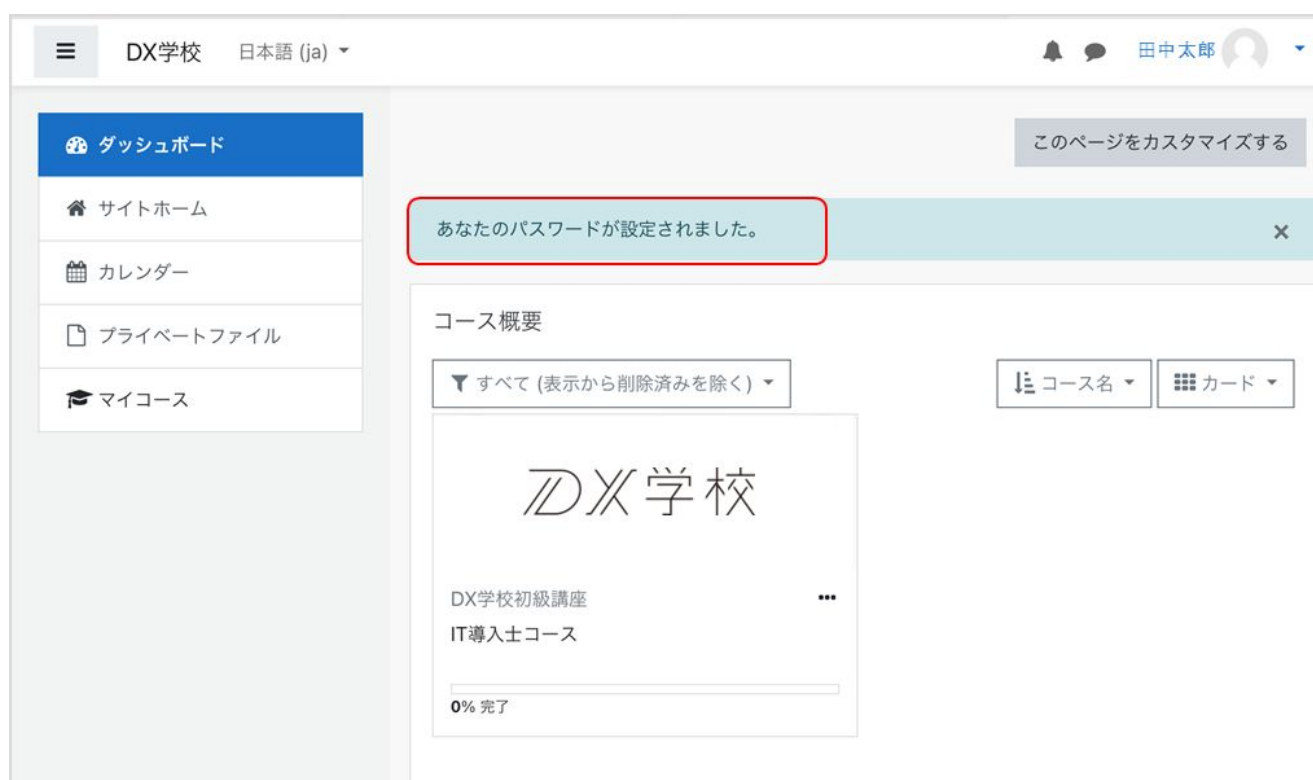 DX学校 日本語 (ja) 田中太郎
ダッシュボード
このページをカスタマイズする
サイトホーム
あなたのパスワードが設定されました。
カレンダー
プライベートファイル
マイコース
コース概要
すべて (表示から削除済みを除く) コース名 カード
DX学校
DX学校初級講座
IT導入士コース
0% 完了